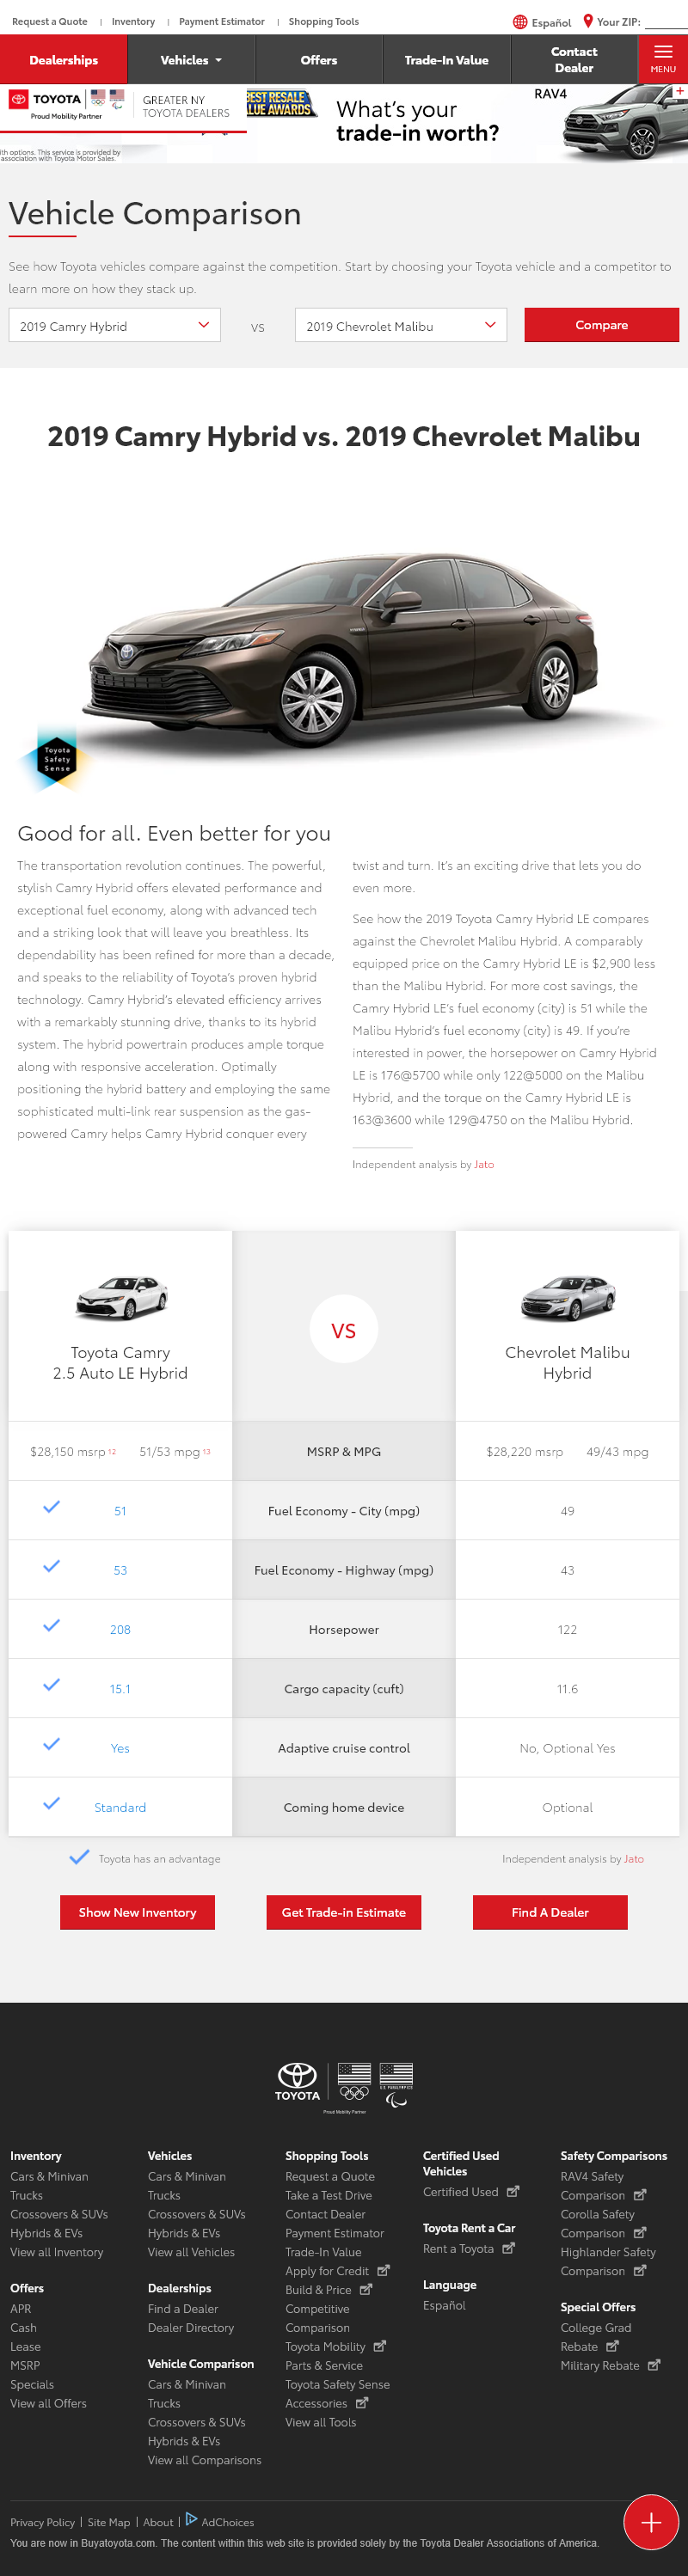 Request a Quote | Inventory | Payment Estimator | Shopping Tools
Español Your ZIP:
Dealerships Vehicles Offers Trade-In Value Contact Dealer MENU
TOYOTA
Proud Mobility Partner
GREATER NY
TOYOTA DEALERS
BEST RESALE
VALUE AWARDS
What's your
trade-in worth?
RAV4
+
ith options. This service is provided by
association with Toyota Motor Sales.
Vehicle Comparison
See how Toyota vehicles compare against the competition. Start by choosing your Toyota vehicle and a competitor to
learn more on how they stack up.
2019 Camry Hybrid VS 2019 Chevrolet Malibu Compare
2019 Camry Hybrid vs. 2019 Chevrolet Malibu
Toyota
Safety
Sense
Good for all. Even better for you
The transportation revolution continues. The powerful,
stylish Camry Hybrid offers elevated performance and
exceptional fuel economy, along with advanced tech
and a striking look that will leave you breathless. Its
dependability has been refined for more than a decade,
and speaks to the reliability of Toyota's proven hybrid
technology. Camry Hybrid's elevated efficiency arrives
with a remarkably stunning drive, thanks to its hybrid
system. The hybrid powertrain produces ample torque
along with responsive acceleration. Optimally
positioning the hybrid battery and employing the same
sophisticated multi-link rear suspension as the gas-
powered Camry helps Camry Hybrid conquer every
twist and turn. It's an exciting drive that lets you do
even more.
See how the 2019 Toyota Camry Hybrid LE compares
against the Chevrolet Malibu Hybrid. A comparably
equipped price on the Camry Hybrid LE is $2,900 less
than the Malibu Hybrid. For more cost savings, the
Camry Hybrid LE's fuel economy (city) is 51 while the
Malibu Hybrid's fuel economy (city) is 49. If you're
interested in power, the horsepower on Camry Hybrid
LE is 176@5700 while only 122@5000 on the Malibu
Hybrid, and the torque on the Camry Hybrid LE is
163@3600 while 129@4750 on the Malibu Hybrid.
Independent analysis by Jato
Toyota Camry
2.5 Auto LE Hybrid
VS
Chevrolet Malibu
Hybrid
$28,150 msrp 12 51/53 mpg 13 MSRP & MPG $28,220 msrp 49/43 mpg
51 Fuel Economy - City (mpg) 49
53 Fuel Economy - Highway (mpg) 43
208 Horsepower 122
15.1 Cargo capacity (cuft) 11.6
Yes Adaptive cruise control No, Optional Yes
Standard Coming home device Optional
Toyota has an advantage Independent analysis by Jato
Show New Inventory Get Trade-in Estimate Find A Dealer
TOYOTA
U.S. PARALYMPICS
Proud Mobility Partner
Inventory
Cars & Minivan
Trucks
Crossovers & SUVs
Hybrids & EVs
View all Inventory
Offers
APR
Cash
Lease
MSRP
Specials
View all Offers
Vehicles
Cars & Minivan
Trucks
Crossovers & SUVs
Hybrids & EVs
View all Vehicles
Dealerships
Find a Dealer
Dealer Directory
Vehicle Comparison
Cars & Minivan
Trucks
Crossovers & SUVs
Hybrids & EVs
View all Comparisons
Shopping Tools
Request a Quote
Take a Test Drive
Contact Dealer
Payment Estimator
Trade-In Value
Apply for Credit
Build & Price
Competitive
Comparison
Toyota Mobility
Parts & Service
Toyota Safety Sense
Accessories
View all Tools
Certified Used
Vehicles
Certified Used
Toyota Rent a Car
Rent a Toyota
Language
Español
Safety Comparisons
RAV4 Safety
Comparison
Corolla Safety
Comparison
Highlander Safety
Comparison
Special Offers
College Grad
Rebate
Military Rebate
Privacy Policy | Site Map | About | AdChoices
You are now in Buyatoyota.com. The content within this web site is provided solely by the Toyota Dealer Associations of America.